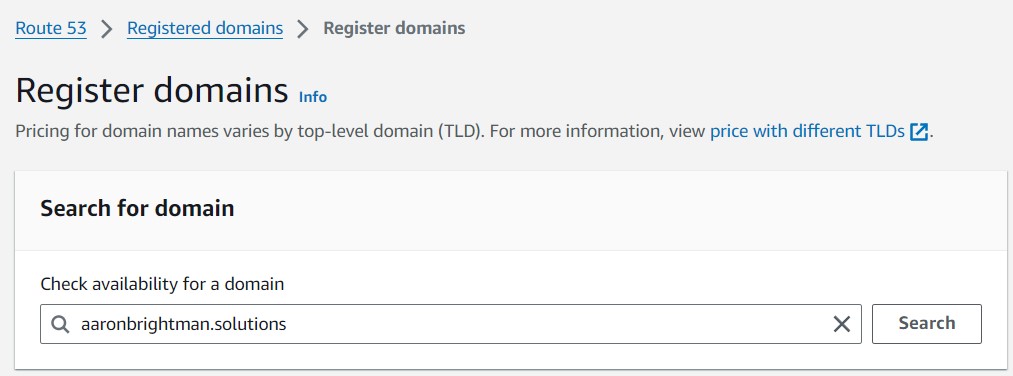 Route 53 > Registered domains > Register domains
Register domains Info
Pricing for domain names varies by top-level domain (TLD). For more information, view price with different TLDs.
Search for domain
Check availability for a domain
aaronbrightman.solutions Search